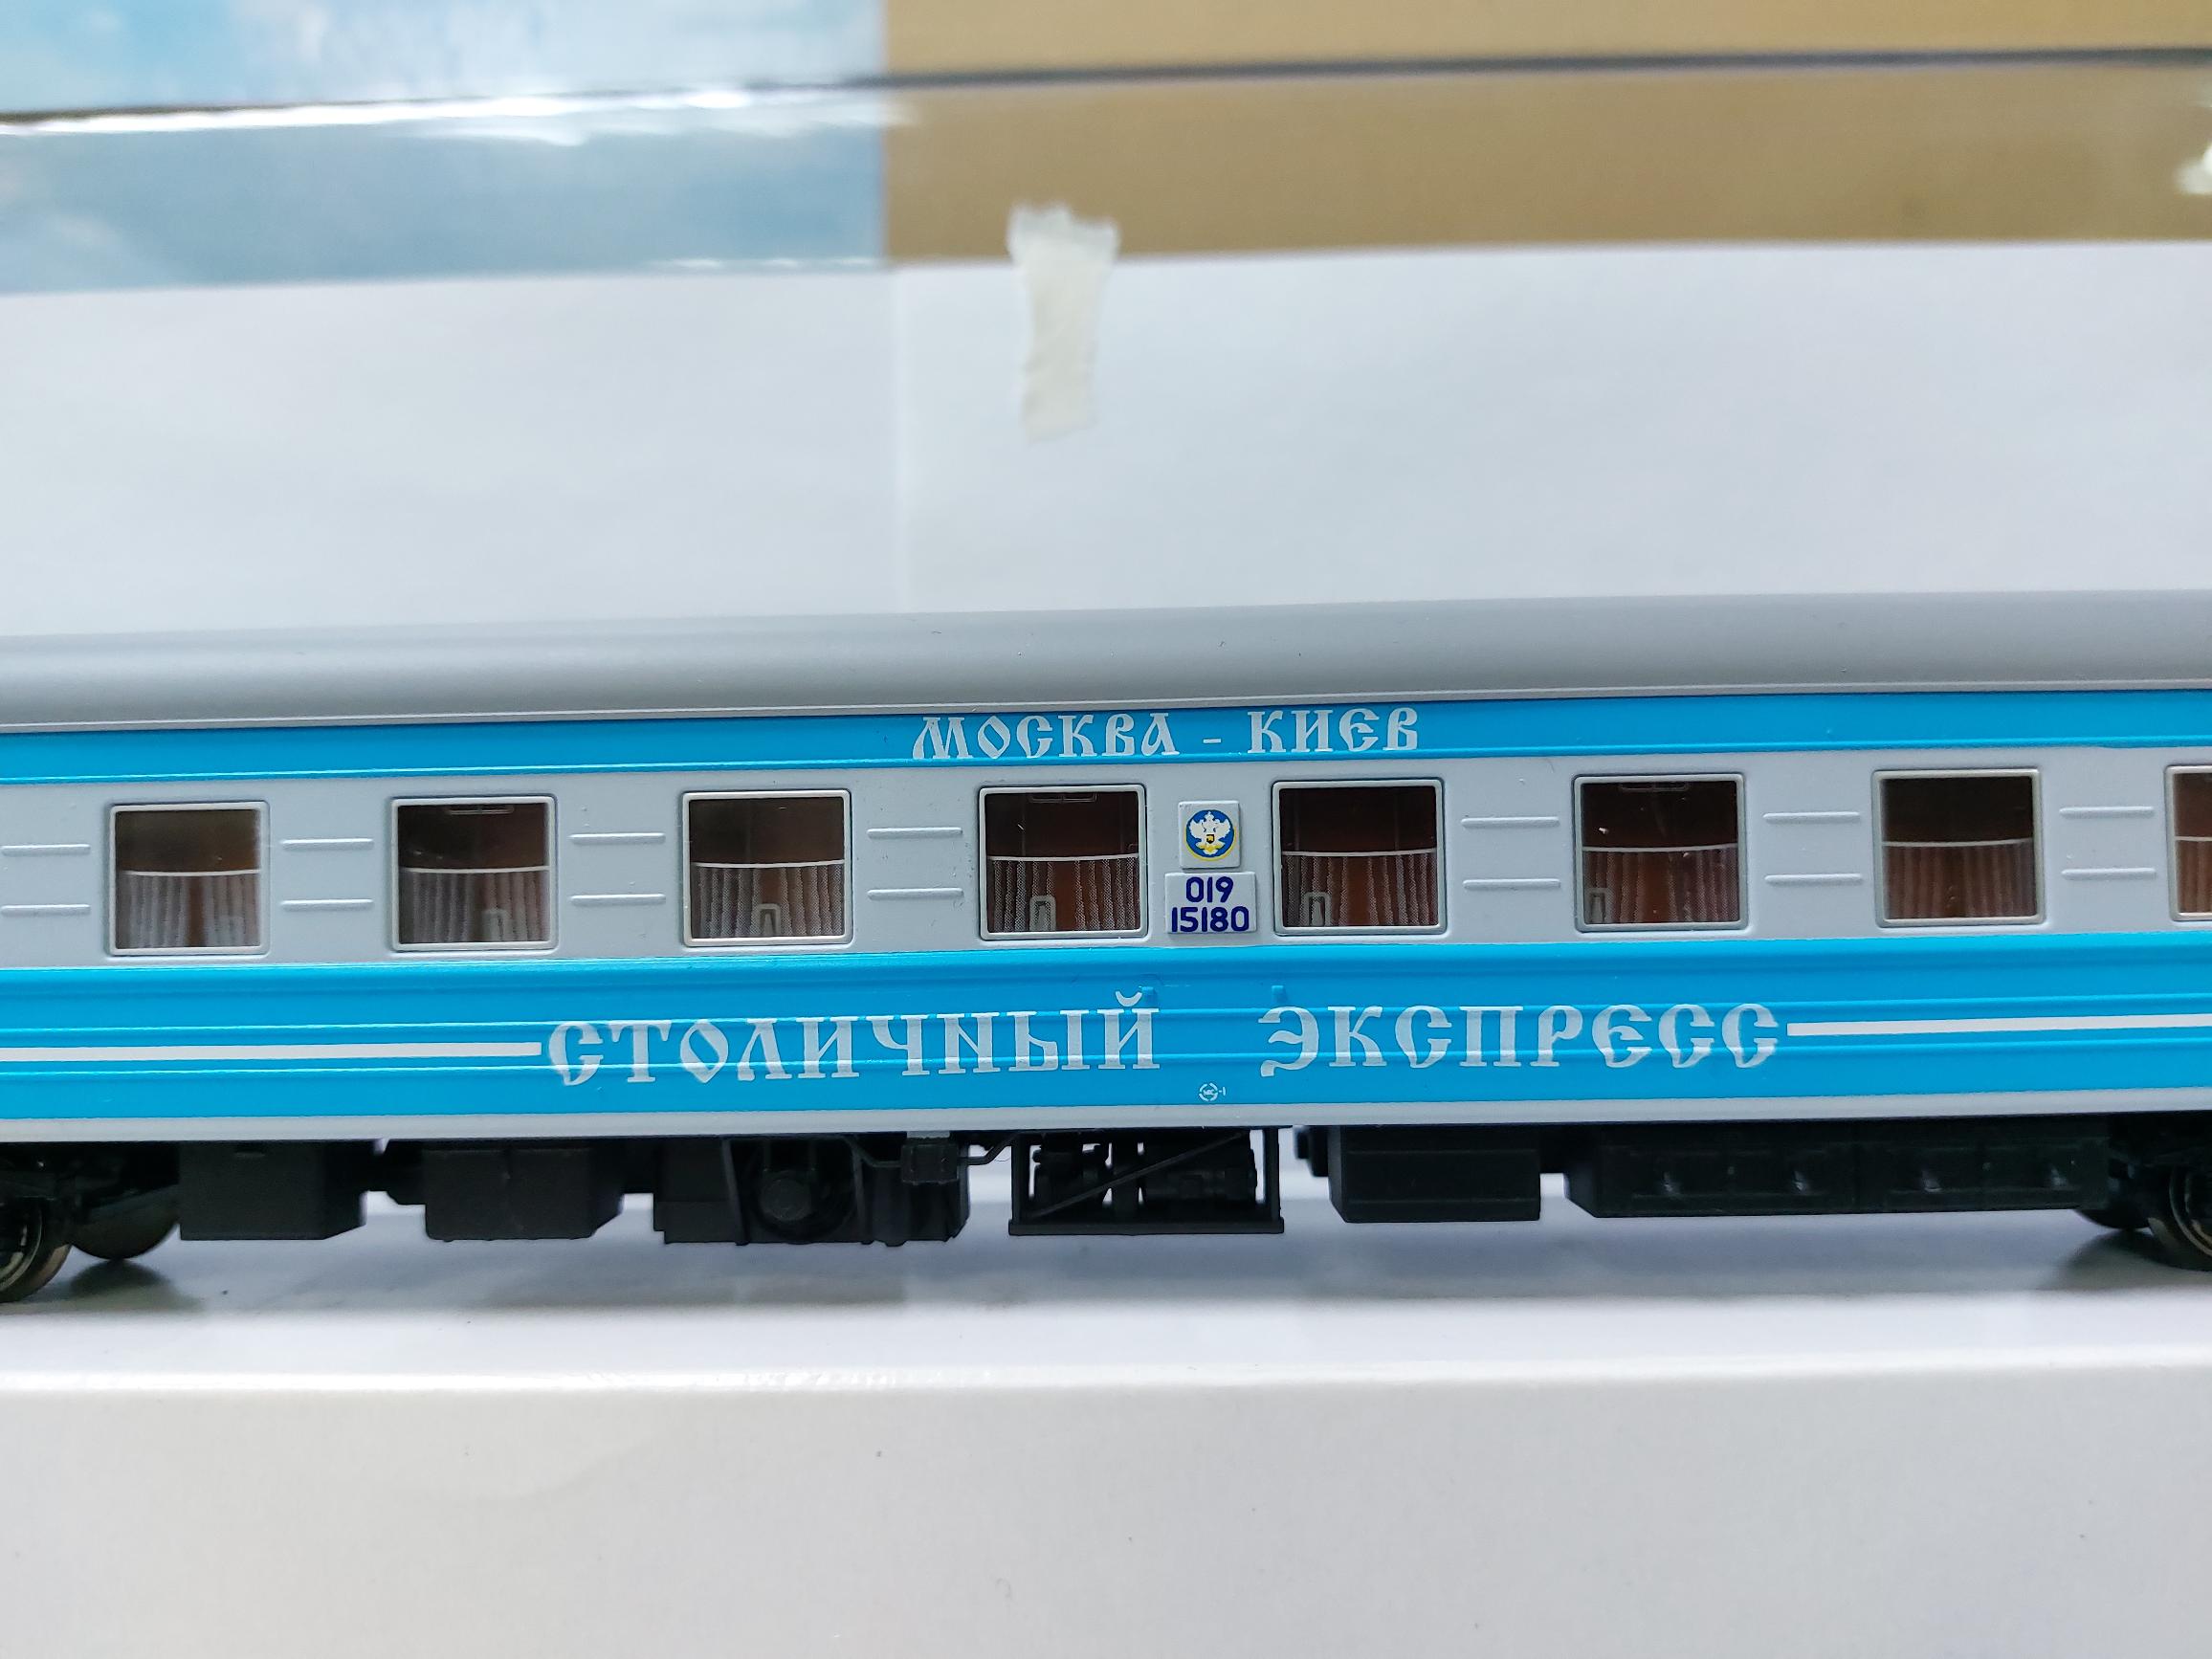 МОСКВА - КИЕВ
019
15180
СТОЛИЧНЫЙ ЭКСПРЕСС